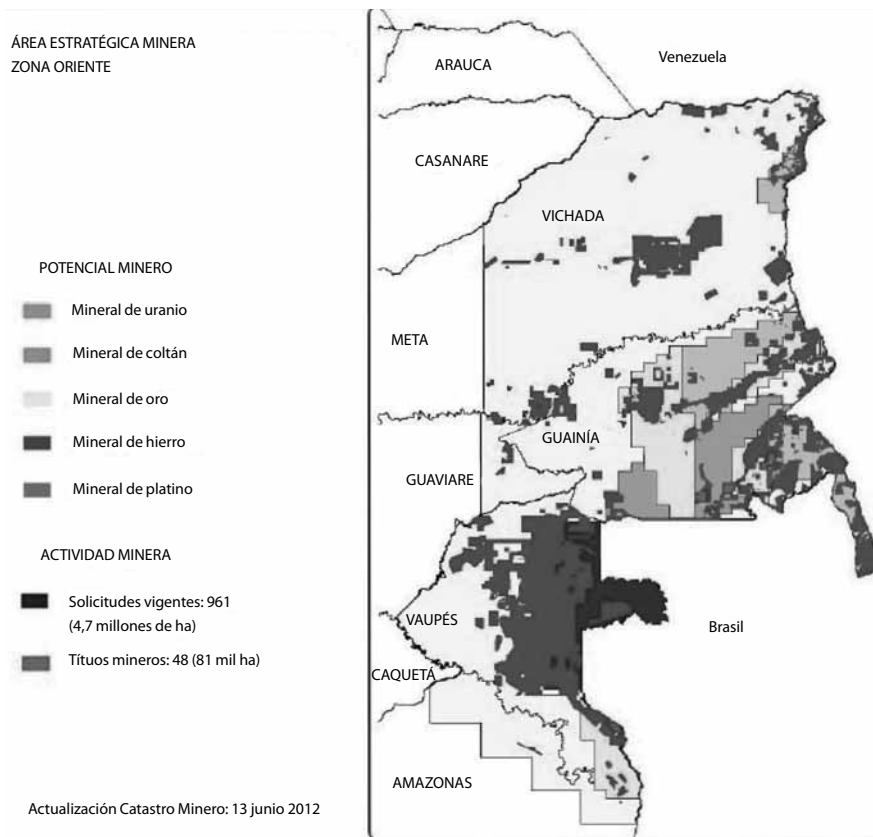 ÁREA ESTRATÉGICA MINERA
ZONA ORIENTE
POTENCIAL MINERO
Mineral de uranio
Mineral de coltán
Mineral de oro
Mineral de hierro
Mineral de platino
ACTIVIDAD MINERA
Solicitudes vigentes: 961
(4,7 millones de ha)
Títuos mineros: 48 (81 mil ha)
Actualización Catastro Minero: 13 junio 2012
ARAUCA
Venezuela
CASANARE
VICHADA
META
GUAINÍA
GUAVIARE
VAUPÉS
Brasil
CAQUETÁ
AMAZONAS